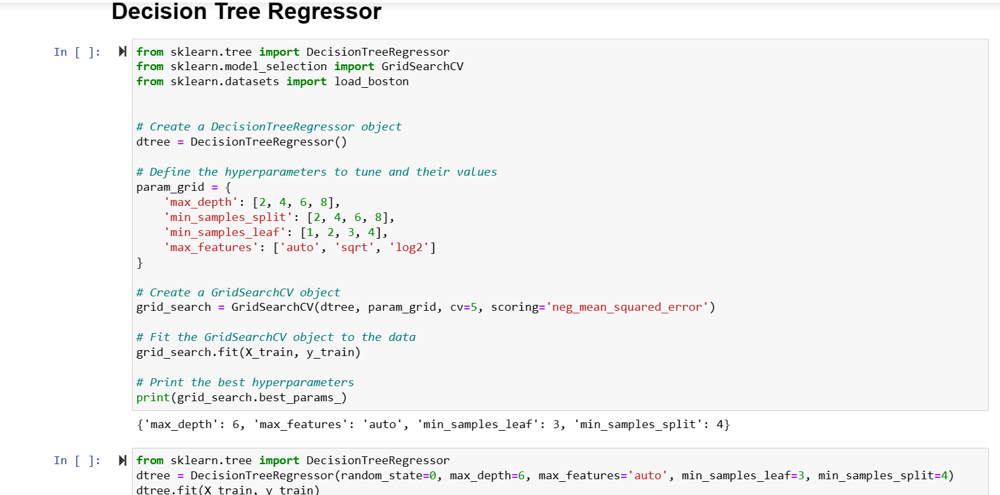 Decision Tree Regressor
In [ ]:
from sklearn.tree import DecisionTreeRegressor
from sklearn.model_selection import GridSearchCV
from sklearn.datasets import load_boston
# Create a DecisionTreeRegressor object
dtree = DecisionTreeRegressor()
# Define the hyperparameters to tune and their values
param_grid = {
    'max_depth': [2, 4, 6, 8],
    'min_samples_split': [2, 4, 6, 8],
    'min_samples_leaf': [1, 2, 3, 4],
    'max_features': ['auto', 'sqrt', 'log2']
}
# Create a GridSearchCV object
grid_search = GridSearchCV(dtree, param_grid, cv=5, scoring='neg_mean_squared_error')
# Fit the GridSearchCV object to the data
grid_search.fit(X_train, y_train)
# Print the best hyperparameters
print(grid_search.best_params_)
{'max_depth': 6, 'max_features': 'auto', 'min_samples_leaf': 3, 'min_samples_split': 4}
In [ ]:
from sklearn.tree import DecisionTreeRegressor
dtree = DecisionTreeRegressor(random_state=0, max_depth=6, max_features='auto', min_samples_leaf=3, min_samples_split=4)
dtree.fit(X_train, y_train)